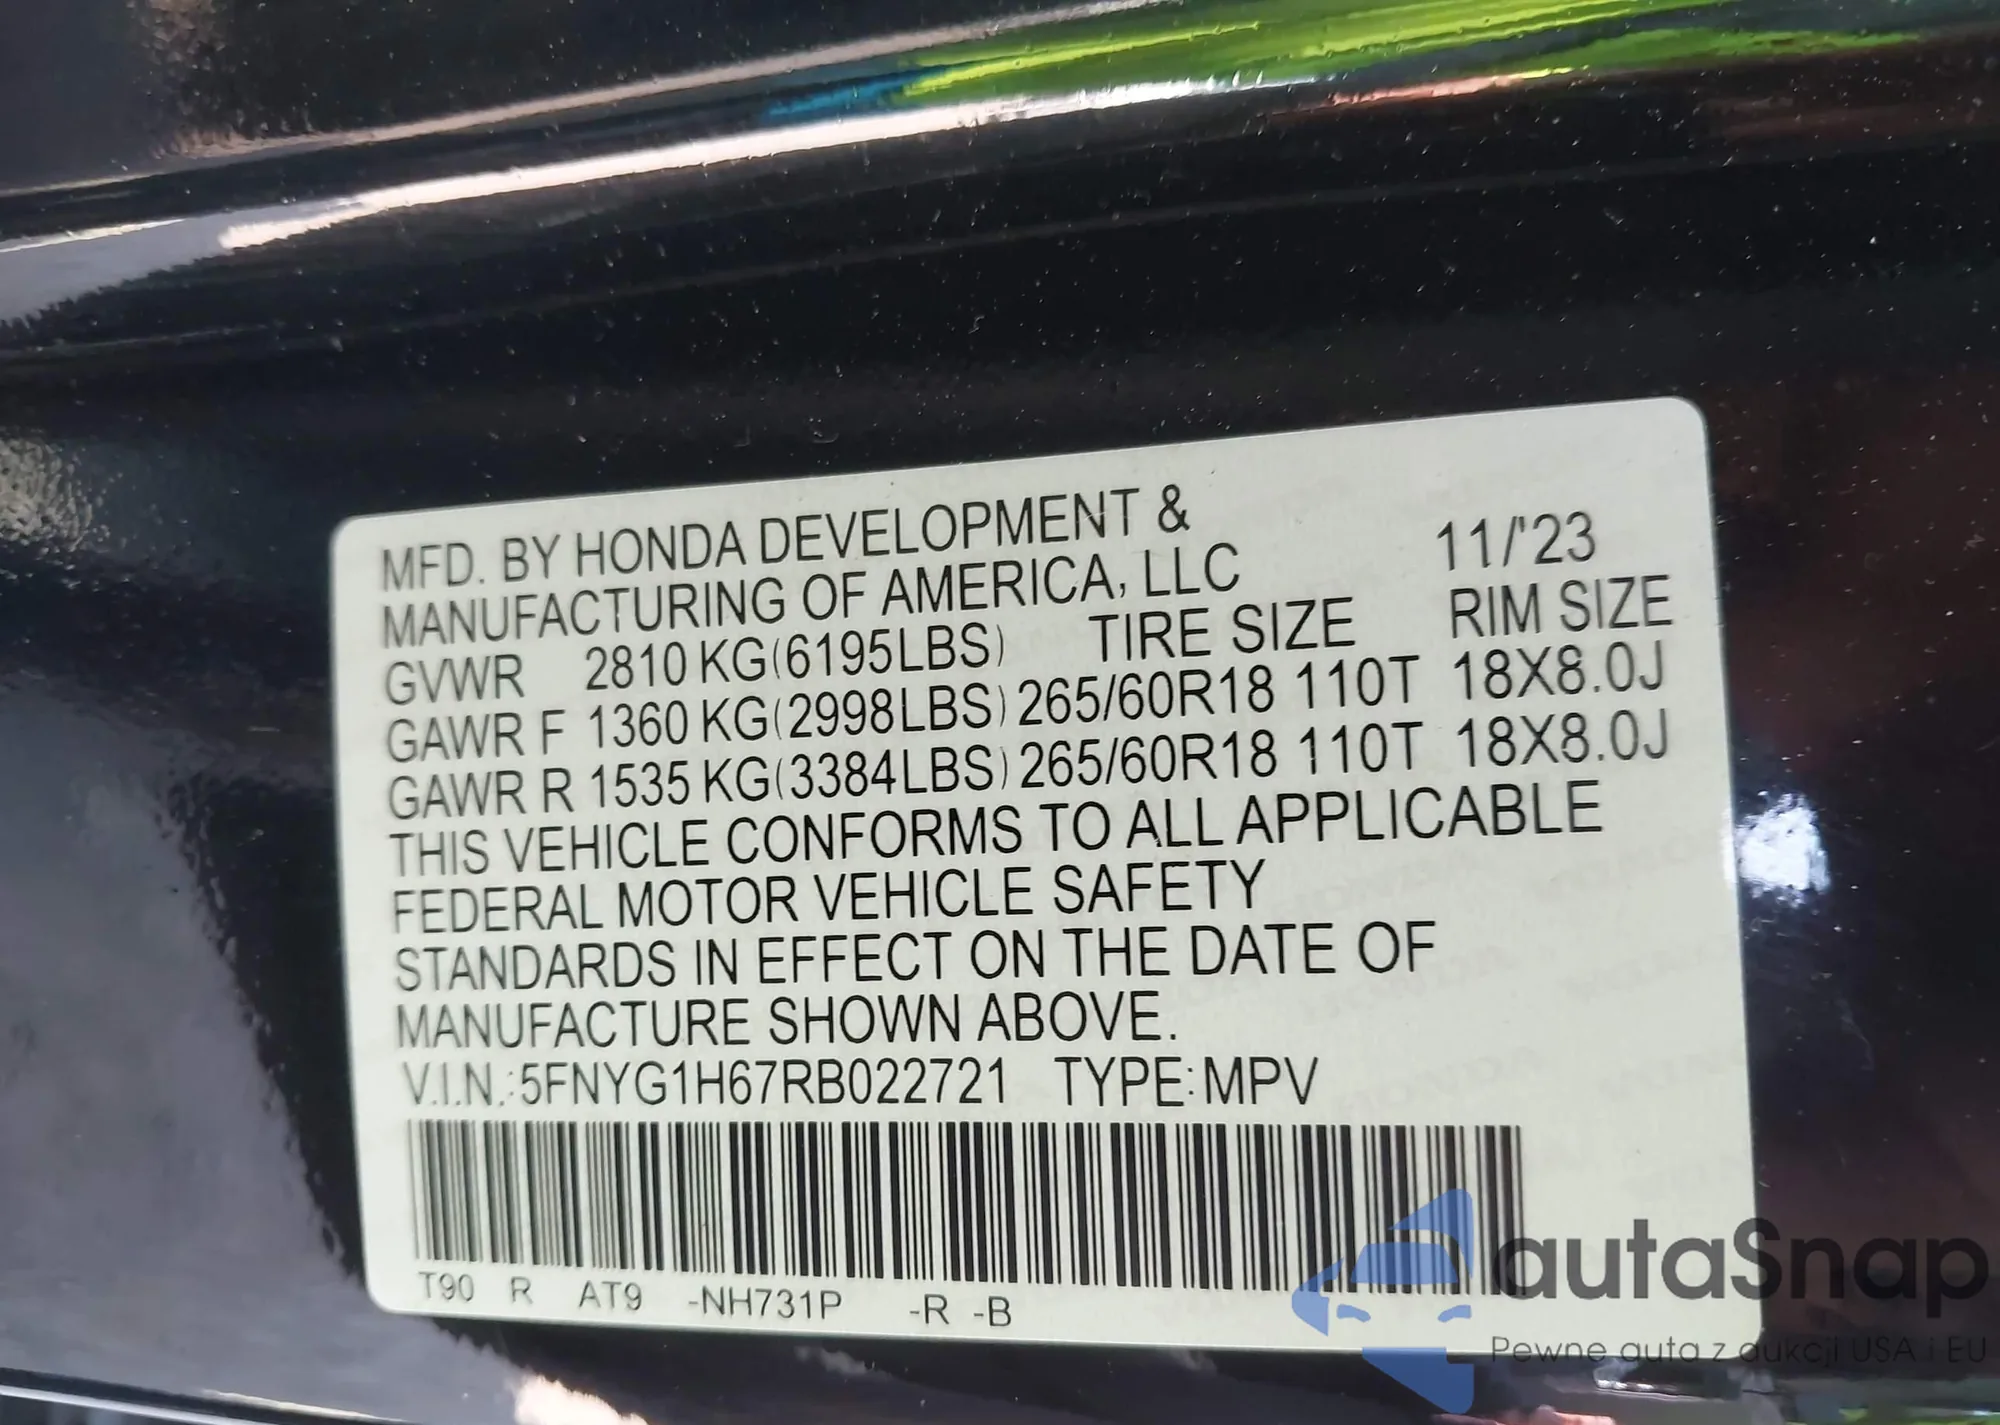 MFD. BY HONDA DEVELOPMENT &
MANUFACTURING OF AMERICA, LLC 11/'23
GVWR 2810 KG(6195LBS) TIRE SIZE RIM SIZE
GAWR F 1360 KG(2998LBS) 265/60R18 110T 18X8.0J
GAWR R 1535 KG(3384LBS) 265/60R18 110T 18X8.0J
THIS VEHICLE CONFORMS TO ALL APPLICABLE
FEDERAL MOTOR VEHICLE SAFETY
STANDARDS IN EFFECT ON THE DATE OF
MANUFACTURE SHOWN ABOVE.
V.I.N.:5FNYG1H67RB022721 TYPE:MPV
T90 R AT9 -NH731P -R -B
autaSnap
Pewne auta z aukcji USA i EU